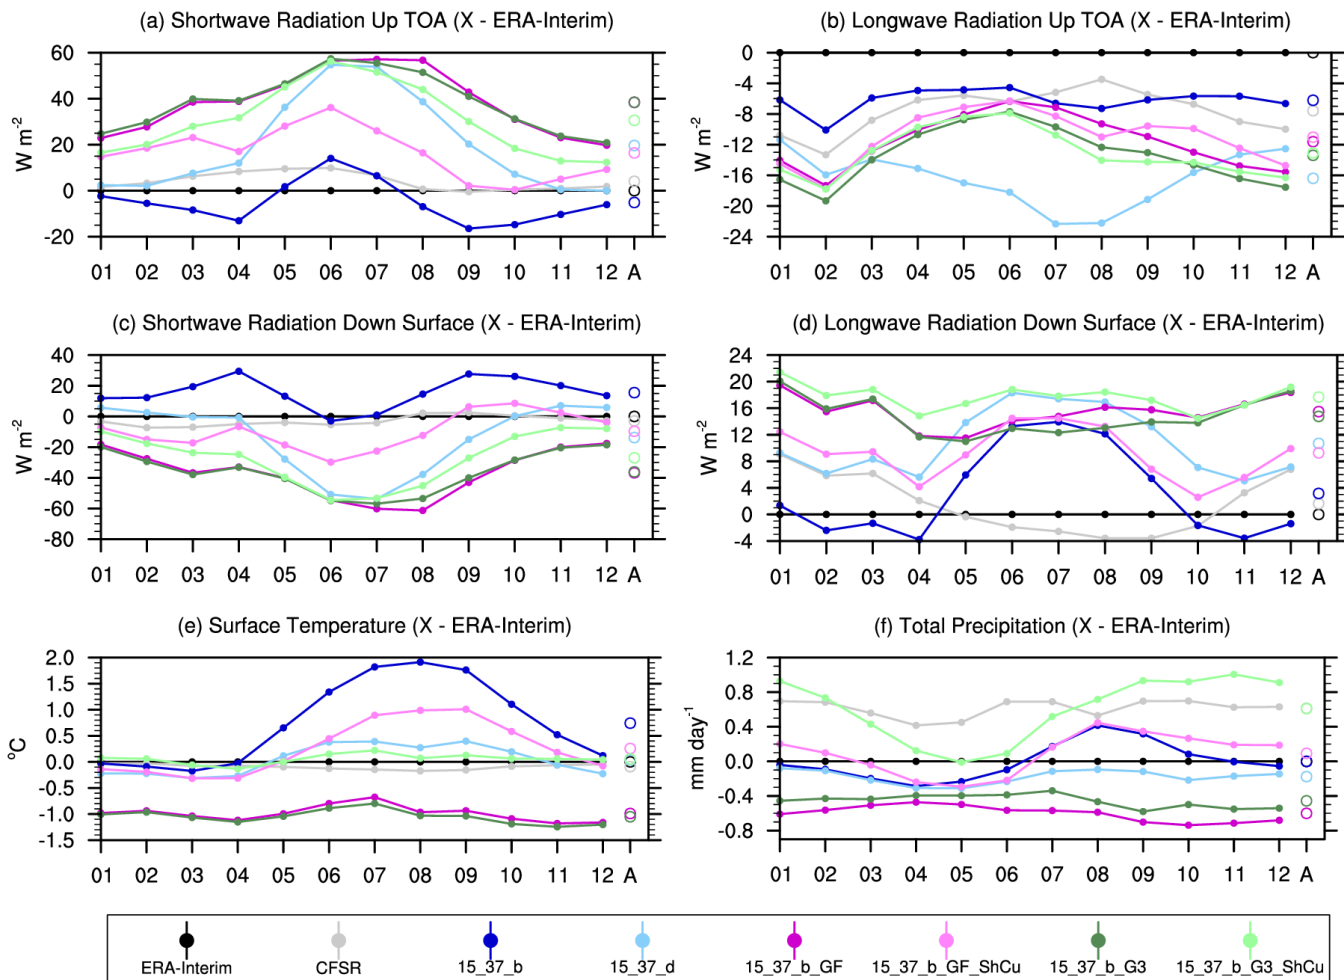 (a) Shortwave Radiation Up TOA (X - ERA-Interim)
60
40
20
0
-20
W m-2
01 02 03 04 05 06 07 08 09 10 11 12 A
(b) Longwave Radiation Up TOA (X - ERA-Interim)
0
-4
-8
-12
-16
-20
-24
W m-2
01 02 03 04 05 06 07 08 09 10 11 12 A
(c) Shortwave Radiation Down Surface (X - ERA-Interim)
40
20
0
-20
-40
-60
-80
W m-2
01 02 03 04 05 06 07 08 09 10 11 12 A
(d) Longwave Radiation Down Surface (X - ERA-Interim)
24
20
16
12
8
4
0
-4
W m-2
01 02 03 04 05 06 07 08 09 10 11 12 A
(e) Surface Temperature (X - ERA-Interim)
2.0
1.5
1.0
0.5
0.0
-0.5
-1.0
-1.5
°C
01 02 03 04 05 06 07 08 09 10 11 12 A
(f) Total Precipitation (X - ERA-Interim)
1.2
0.8
0.4
0.0
-0.4
-0.8
mm day-1
01 02 03 04 05 06 07 08 09 10 11 12 A
ERA-Interim CFSR 15_37_b 15_37_d 15_37_b_GF 15_37_b_GF_ShCu 15_37_b_G3 15_37_b_G3_ShCu